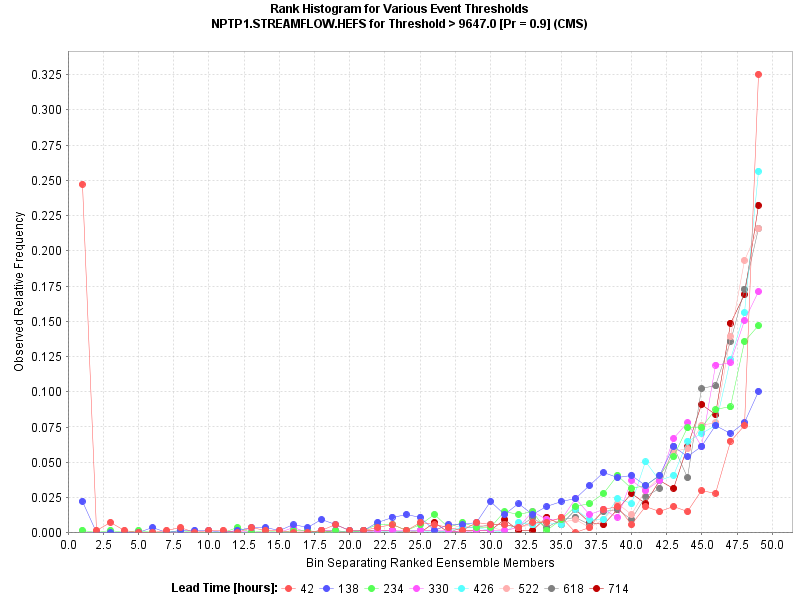 Rank Histogram for Various Event Thresholds
NPTP1.STREAMFLOW.HEFS for Threshold > 9647.0 [Pr = 0.9] (CMS)
Observed Relative Frequency
0.325
0.300
0.275
0.250
0.225
0.200
0.175
0.150
0.125
0.100
0.075
0.050
0.025
0.000
0.0 2.5 5.0 7.5 10.0 12.5 15.0 17.5 20.0 22.5 25.0 27.5 30.0 32.5 35.0 37.5 40.0 42.5 45.0 47.5 50.0
Bin Separating Ranked Eensemble Members
Lead Time [hours]: 42 138 234 330 426 522 618 714